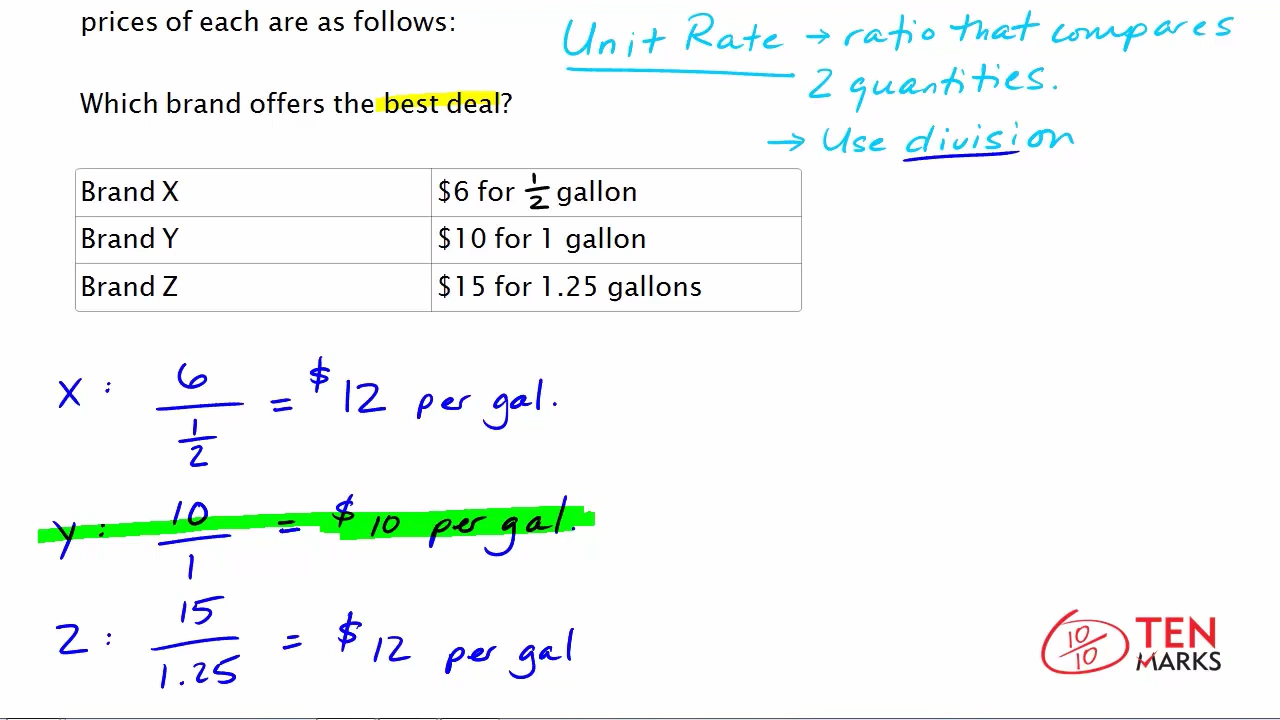 prices of each are as follows:
Unit Rate → ratio that compares
2 quantities.
Which brand offers the best deal?
→ Use division
Brand X $6 for 1/2 gallon
Brand Y $10 for 1 gallon
Brand Z $15 for 1.25 gallons
X: 6/(1/2) = $12 per gal.
y: 10/1 = $10 per gal.
Z: 15/1.25 = $12 per gal
10/10 TEN
MARKS